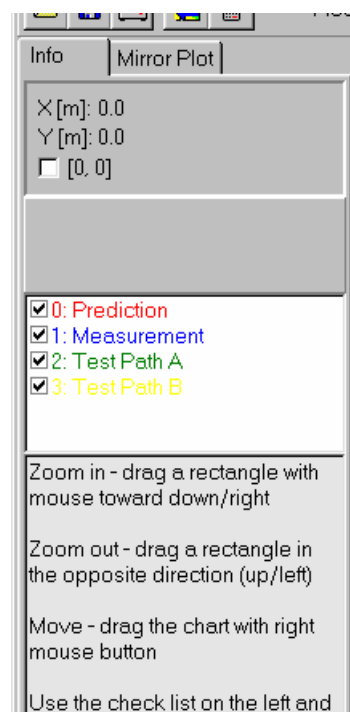 Info
Mirror Plot
X [m]: 0.0
Y [m]: 0.0
[0, 0]
0: Prediction
1: Measurement
2: Test Path A
3: Test Path B
Zoom in - drag a rectangle with
mouse toward down/right
Zoom out - drag a rectangle in
the opposite direction (up/left)
Move - drag the chart with right
mouse button
Use the check list on the left and